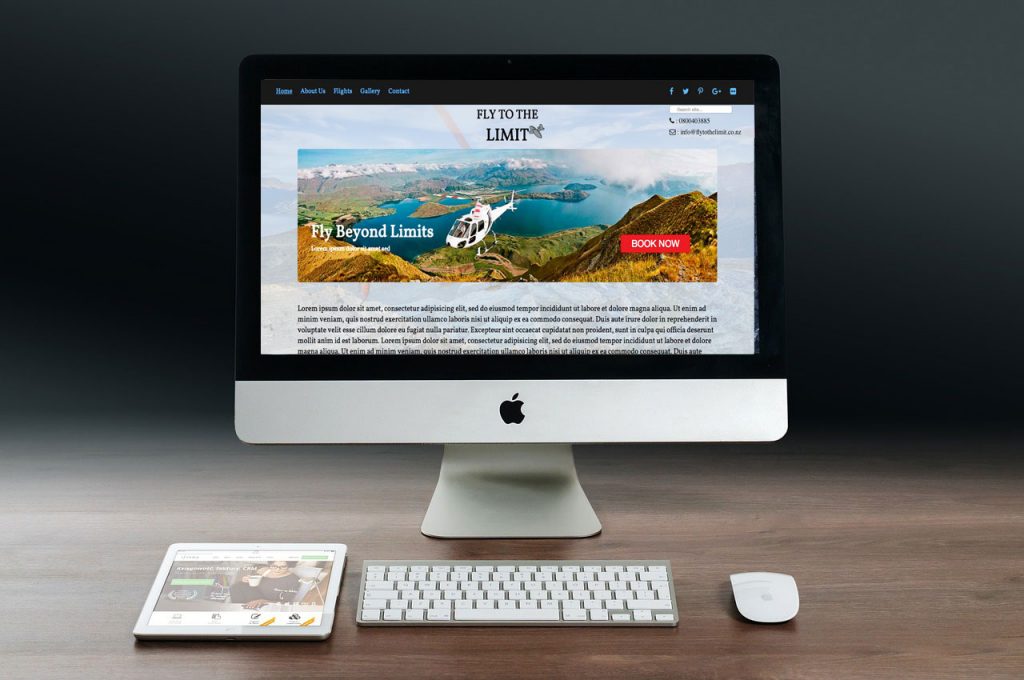 Home About Us Flights Gallery Contact
FLY TO THE
LIMIT
Search site...
: 0800403885
: info@flytothelimit.co.nz
Fly Beyond Limits
Lorem ipsum dolor sit amet sed
BOOK NOW
Lorem ipsum dolor sit amet, consectetur adipisicing elit, sed do eiusmod tempor incididunt ut labore et dolore magna aliqua. Ut enim ad
minim veniam, quis nostrud exercitation ullamco laboris nisi ut aliquip ex ea commodo consequat. Duis aute irure dolor in reprehenderit in
voluptate velit esse cillum dolore eu fugiat nulla pariatur. Excepteur sint occaecat cupidatat non proident, sunt in culpa qui officia deserunt
mollit anim id est laborum. Lorem ipsum dolor sit amet, consectetur adipisicing elit, sed do eiusmod tempor incididunt ut labore et dolore
magna aliqua. Ut enim ad minim veniam, quis nostrud exercitation ullamco laboris nisi ut aliquip ex ea commodo consequat. Duis aute
Księgowość, faktury, CRM